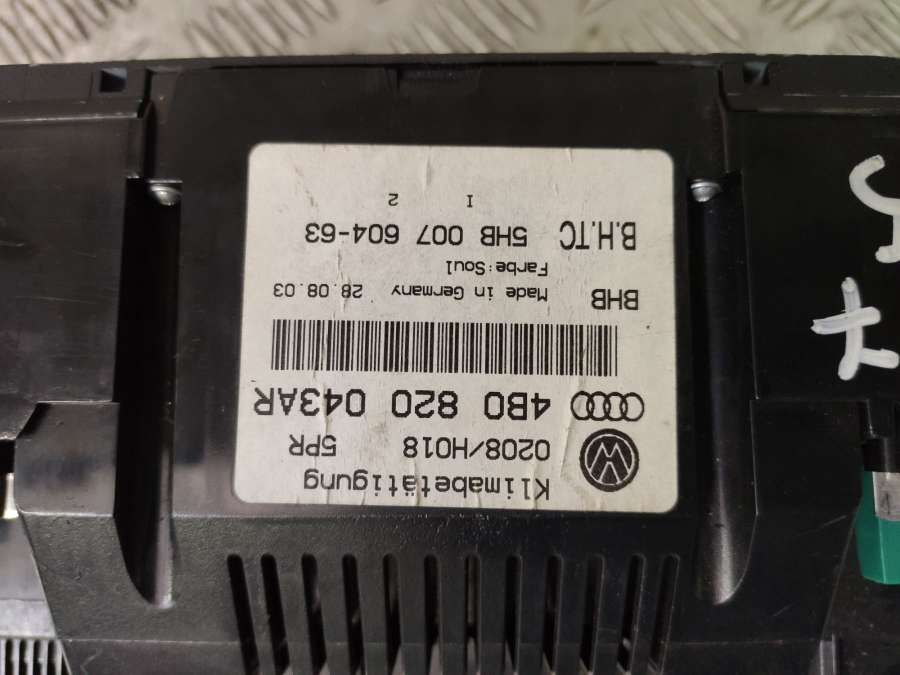 Klimabetätigung
0208/H018 5PR
4B0 820 043AR
BHB Made in Germany 28.08.03
Farbe:Soul
B.H.TC 5HB 007 604-63
I 2